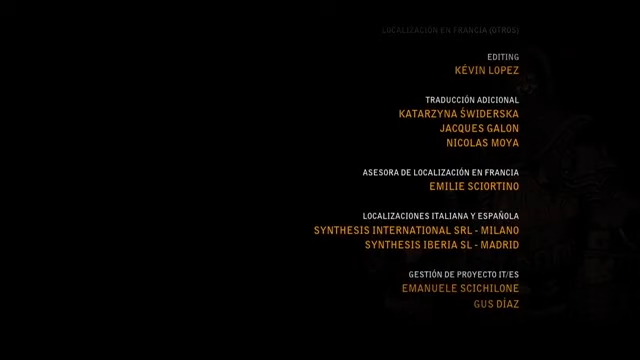 LOCALIZACIÓN EN FRANCIA (OTROS)
EDITING
KÉVIN LOPEZ
TRADUCCIÓN ADICIONAL
KATARZYNA ŚWIDERSKA
JACQUES GALON
NICOLAS MOYA
ASESORA DE LOCALIZACIÓN EN FRANCIA
EMILIE SCIORTINO
LOCALIZACIONES ITALIANA Y ESPAÑOLA
SYNTHESIS INTERNATIONAL SRL - MILANO
SYNTHESIS IBERIA SL - MADRID
GESTIÓN DE PROYECTO IT/ES
EMANUELE SCICHILONE
GUS DÍAZ